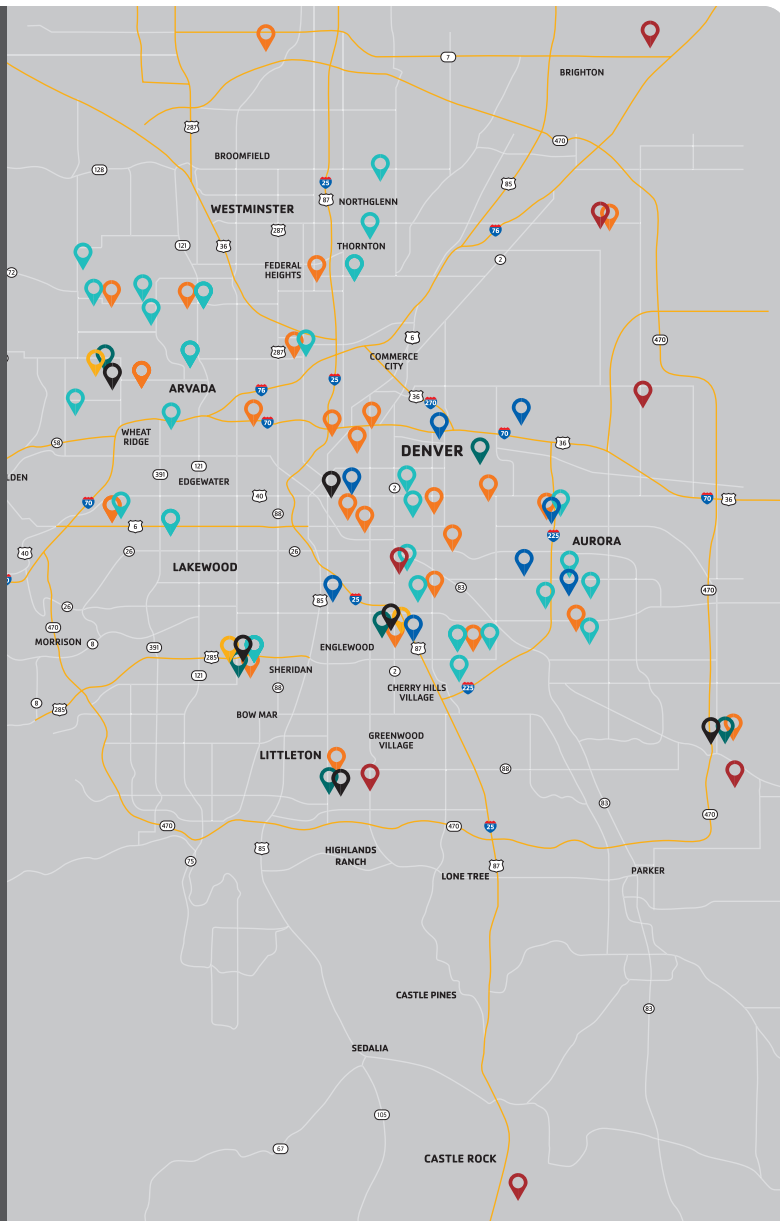 7
BRIGHTON
287
470
BROOMFIELD
128
25
85
87
NORTHGLENN
WESTMINSTER
287
76
121
36
THORNTON
2
FEDERAL
HEIGHTS
72
6
470
287
COMMERCE
CITY
25
ARVADA
76
36
270
70
WHEAT
RIDGE
70
58
36
DENVER
121
391
LDEN
EDGEWATER
2
40
70
70
36
88
6
225
AURORA
26
26
40
LAKEWOOD
83
470
85
25
26
470
MORRISON
8
391
ENGLEWOOD
87
285
SHERIDAN
121
2
88
225
CHERRY HILLS
VILLAGE
8
285
BOW MAR
GREENWOOD
VILLAGE
LITTLETON
88
83
470
470
470
25
85
HIGHLANDS
RANCH
75
87
LONE TREE
PARKER
CASTLE PINES
83
SEDALIA
105
67
CASTLE ROCK